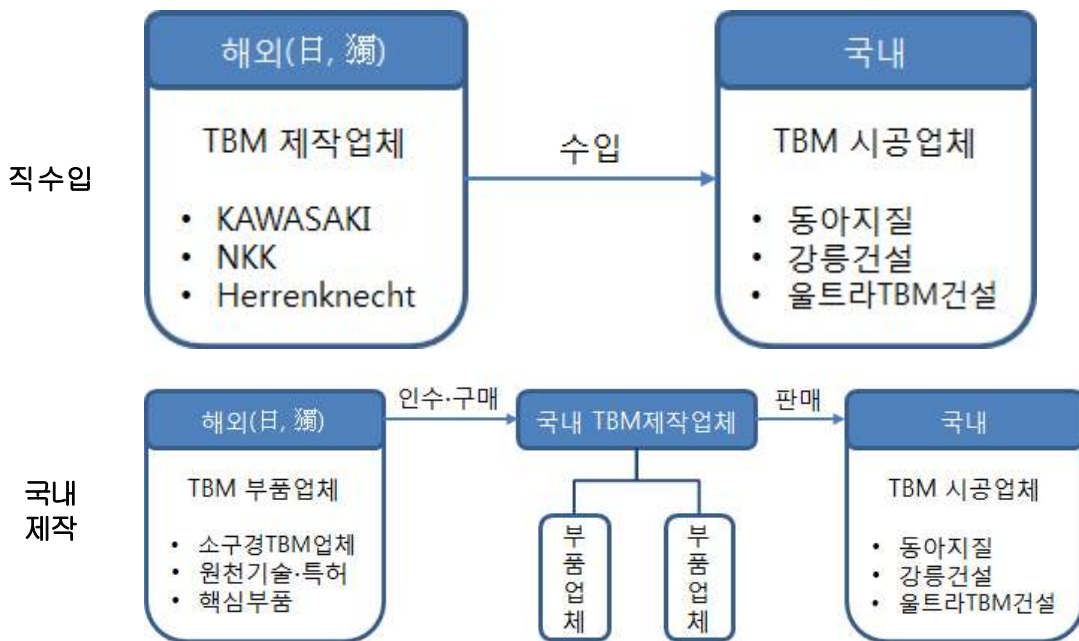 직수입
해외(日, 獨)
TBM 제작업체
• KAWASAKI
• NKK
• Herrenknecht
수입
국내
TBM 시공업체
• 동아지질
• 강릉건설
• 울트라TBM건설
국내
제작
해외(日, 獨)
TBM 부품업체
• 소구경TBM업체
• 원천기술·특허
• 핵심부품
인수·구매
국내 TBM제작업체
부품업체
부품업체
판매
국내
TBM 시공업체
• 동아지질
• 강릉건설
• 울트라TBM건설